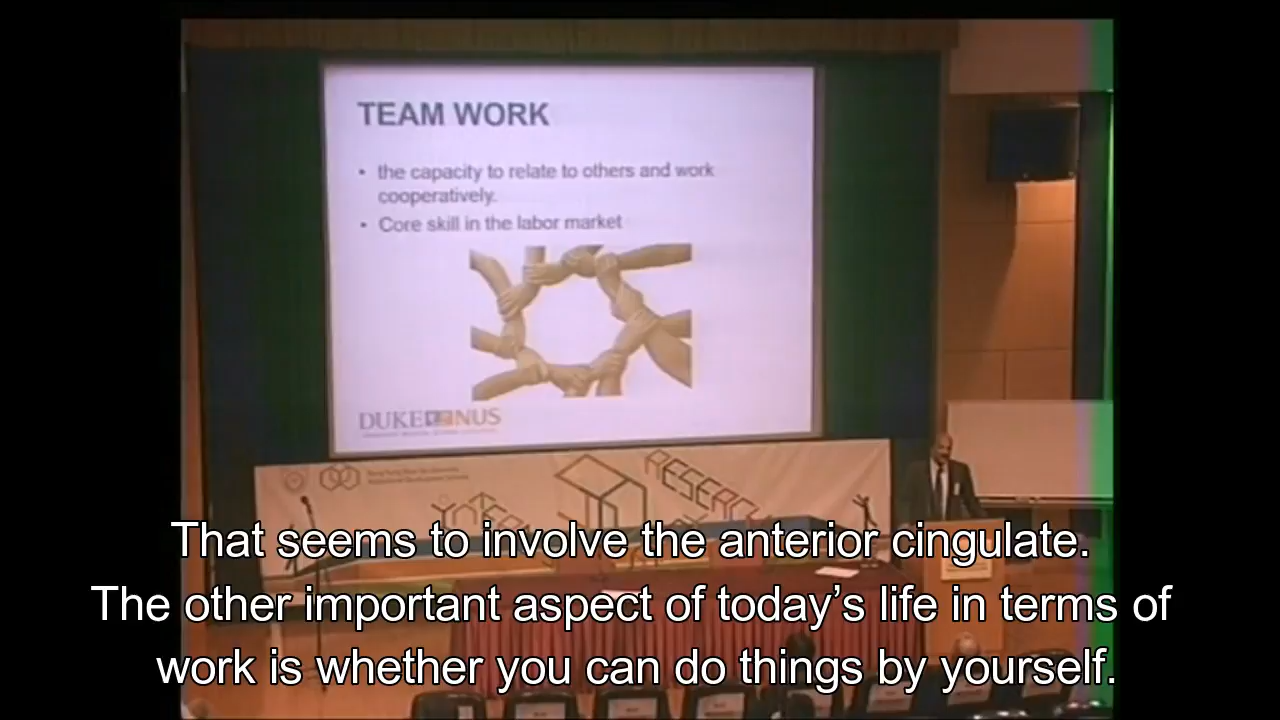 TEAM WORK
• the capacity to relate to others and work
cooperatively.
• Core skill in the labor market
DUKE NUS
RESEARCH
That seems to involve the anterior cingulate.
The other important aspect of today’s life in terms of
work is whether you can do things by yourself.